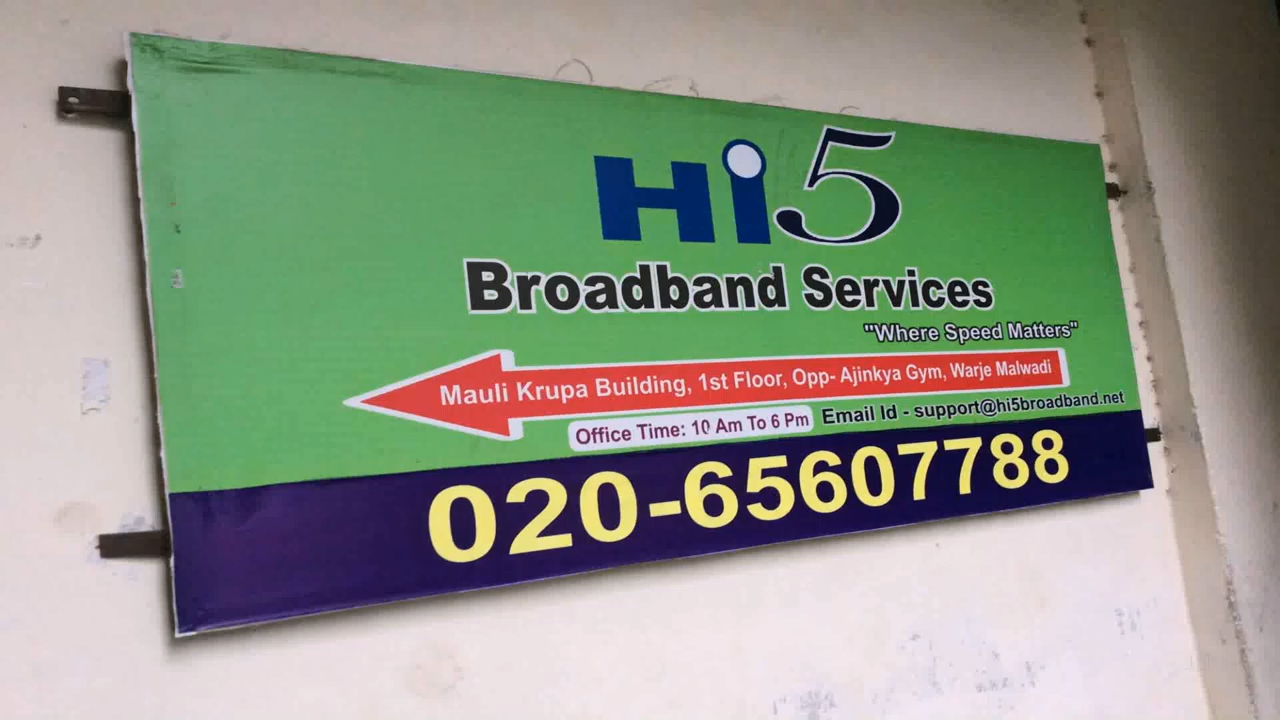 Hi5
Broadband Services
"Where Speed Matters"
Mauli Krupa Building, 1st Floor, Opp- Ajinkya Gym, Warje Malwadi
Office Time: 10 Am To 6 Pm
Email Id - support@hi5broadband.net
020-65607788